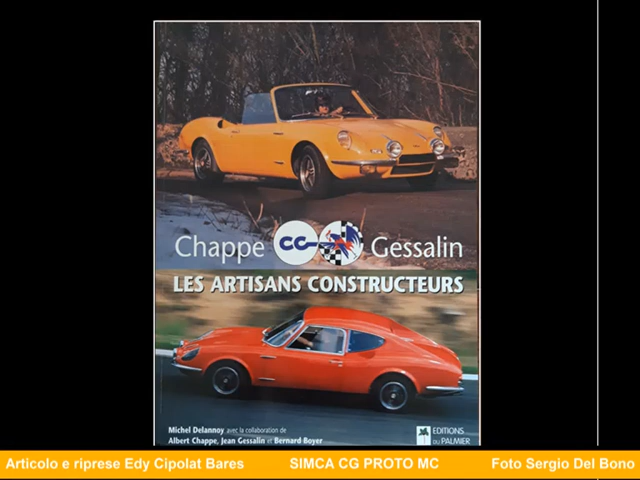 Chappe CG Gessalin
LES ARTISANS CONSTRUCTEURS
Michel Delannoy avec la collaboration de
Albert Chappe, Jean Gessalin et Bernard Boyer
EDITIONS
DU PALMIER
Articolo e riprese Edy Cipolat Bares SIMCA CG PROTO MC Foto Sergio Del Bono